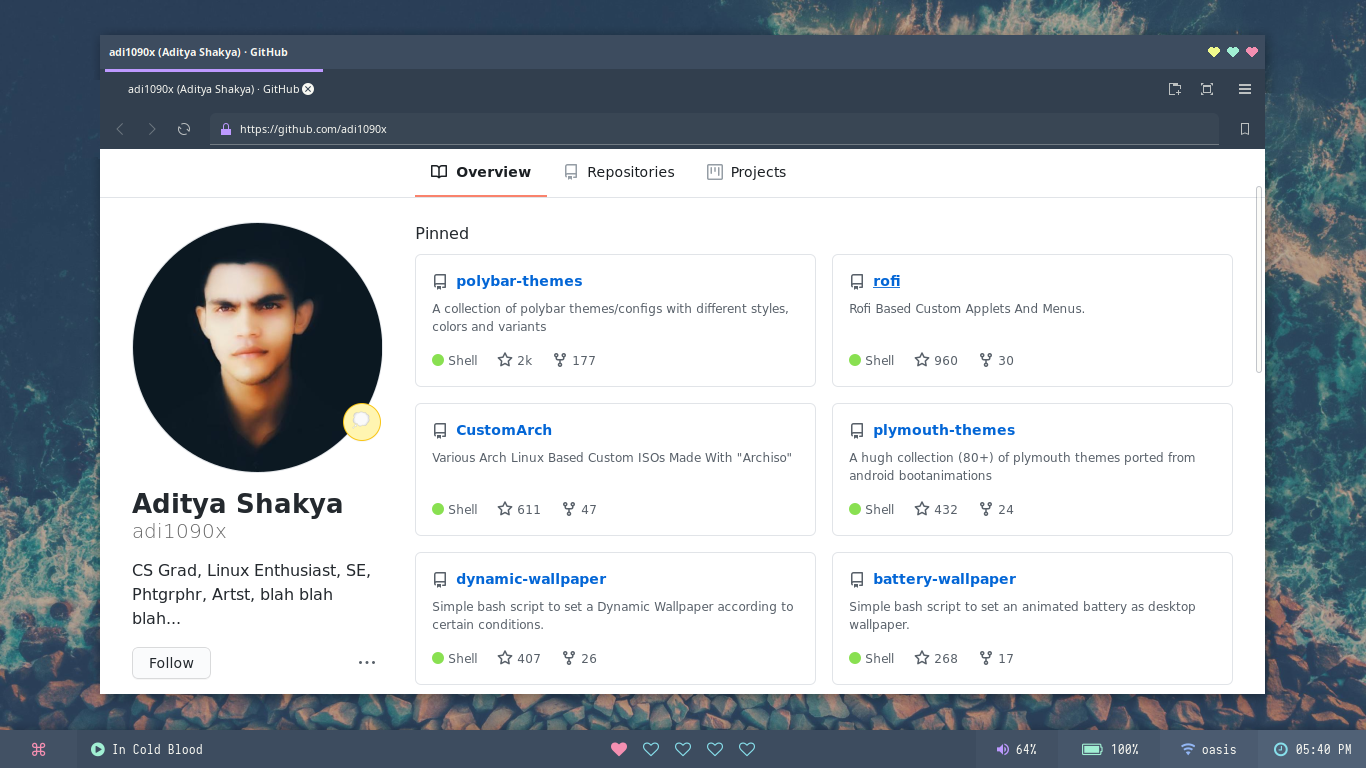 adi1090x (Aditya Shakya) · GitHub
adi1090x (Aditya Shakya) · GitHub
https://github.com/adi1090x
Overview Repositories Projects
Aditya Shakya
adi1090x
CS Grad, Linux Enthusiast, SE,
Phtgrphr, Artst, blah blah
blah...
Follow
Pinned
polybar-themes
A collection of polybar themes/configs with different styles,
colors and variants
Shell 2k 177
rofi
Rofi Based Custom Applets And Menus.
Shell 960 30
CustomArch
Various Arch Linux Based Custom ISOs Made With "Archiso"
Shell 611 47
plymouth-themes
A hugh collection (80+) of plymouth themes ported from
android bootanimations
Shell 432 24
dynamic-wallpaper
Simple bash script to set a Dynamic Wallpaper according to
certain conditions.
Shell 407 26
battery-wallpaper
Simple bash script to set an animated battery as desktop
wallpaper.
Shell 268 17
In Cold Blood 64% 100% oasis 05:40 PM